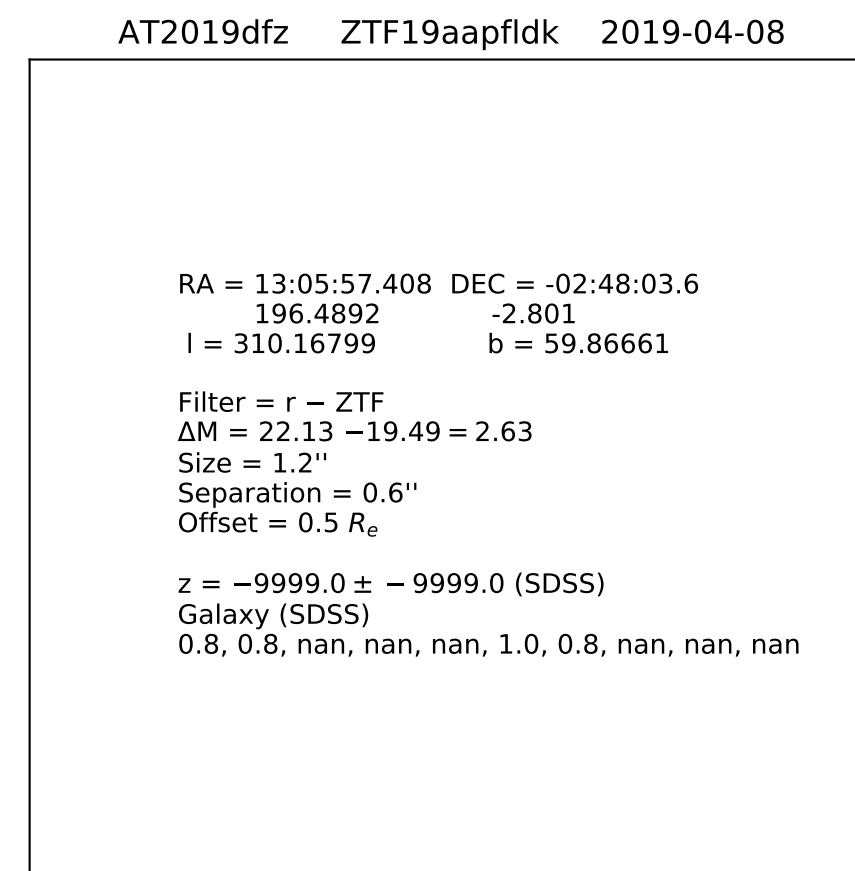 AT2019dfz ZTF19aapfldk 2019-04-08
RA = 13:05:57.408 DEC = -02:48:03.6
196.4892 -2.801
l = 310.16799 b = 59.86661
Filter = r − ZTF
ΔM = 22.13 −19.49 = 2.63
Size = 1.2''
Separation = 0.6''
Offset = 0.5 Re
z = −9999.0 ± −9999.0 (SDSS)
Galaxy (SDSS)
0.8, 0.8, nan, nan, nan, 1.0, 0.8, nan, nan, nan